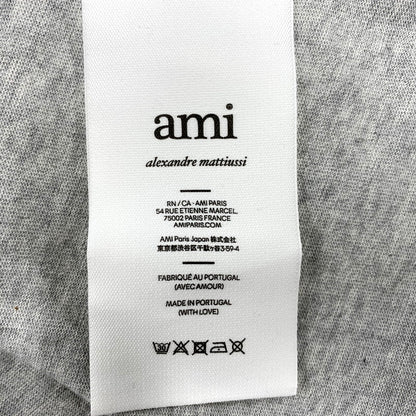 ami
alexandre mattiussi
RN / CA - AMI PARIS
54 RUE ETIENNE MARCEL,
75002 PARIS FRANCE
AMIPARIS.COM
AMI Paris Japan 株式会社
東京都渋谷区千駄ヶ谷3-59-4
FABRIQUÉ AU PORTUGAL
(AVEC AMOUR)
MADE IN PORTUGAL
(WITH LOVE)
30